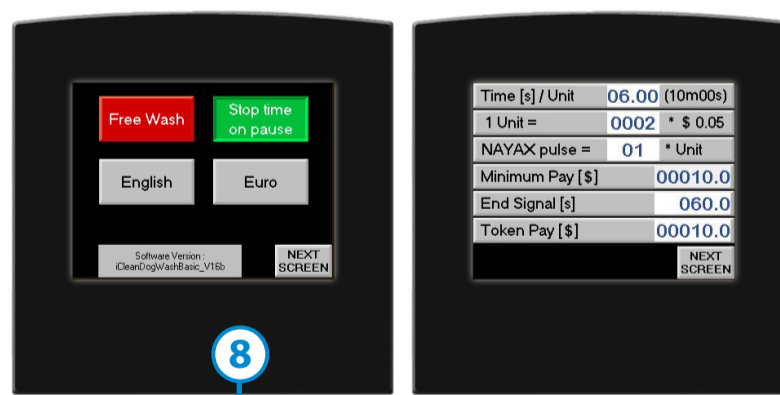 Free Wash
Stop time
on pause
English
Euro
Software Version :
iCleanDogWashBasic_V16b
NEXT
SCREEN
8
Time [s] / Unit 06.00 (10m00s)
1 Unit = 0002 * $ 0.05
NAYAX pulse = 01 * Unit
Minimum Pay [$] 00010.0
End Signal [s] 060.0
Token Pay [$] 00010.0
NEXT
SCREEN